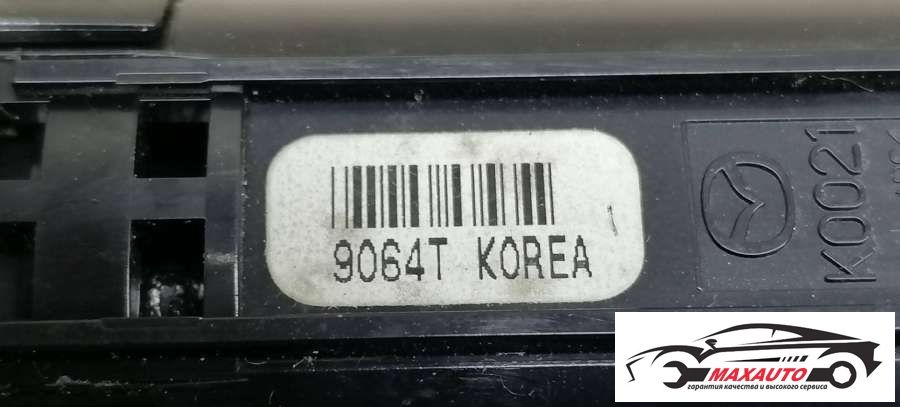 9064T KOREA
K0021
MAXAUTO
гарантия качества и высокого сервиса